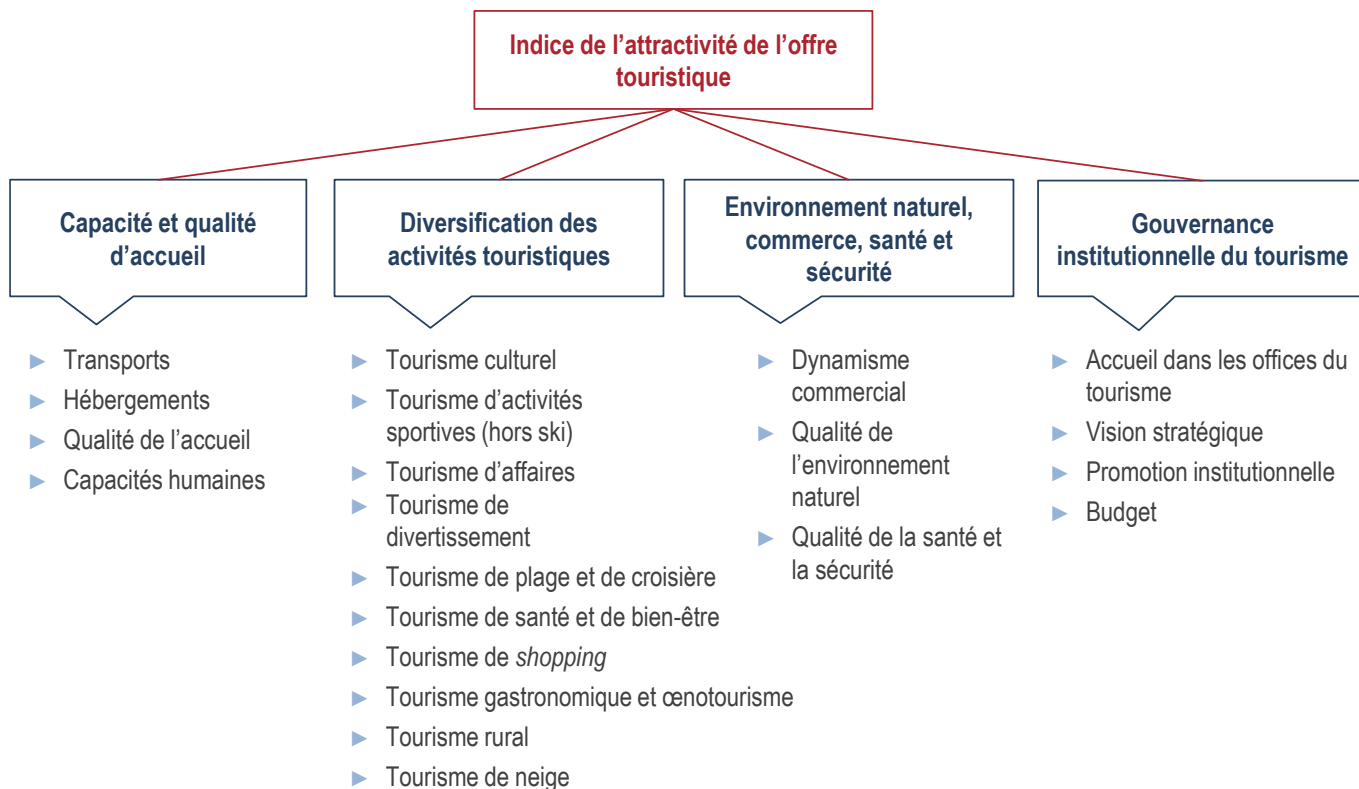 Indice de l’attractivité de l’offre
touristique
Capacité et qualité
d’accueil
Diversification des
activités touristiques
Environnement naturel,
commerce, santé et
sécurité
Gouvernance
institutionnelle du tourisme
► Transports
► Hébergements
► Qualité de l’accueil
► Capacités humaines
► Tourisme culturel
► Tourisme d’activités
sportives (hors ski)
► Tourisme d’affaires
► Tourisme de
divertissement
► Tourisme de plage et de croisière
► Tourisme de santé et de bien-être
► Tourisme de shopping
► Tourisme gastronomique et œnotourisme
► Tourisme rural
► Tourisme de neige
► Dynamisme
commercial
► Qualité de
l’environnement
naturel
► Qualité de la santé et
la sécurité
► Accueil dans les offices du
tourisme
► Vision stratégique
► Promotion institutionnelle
► Budget